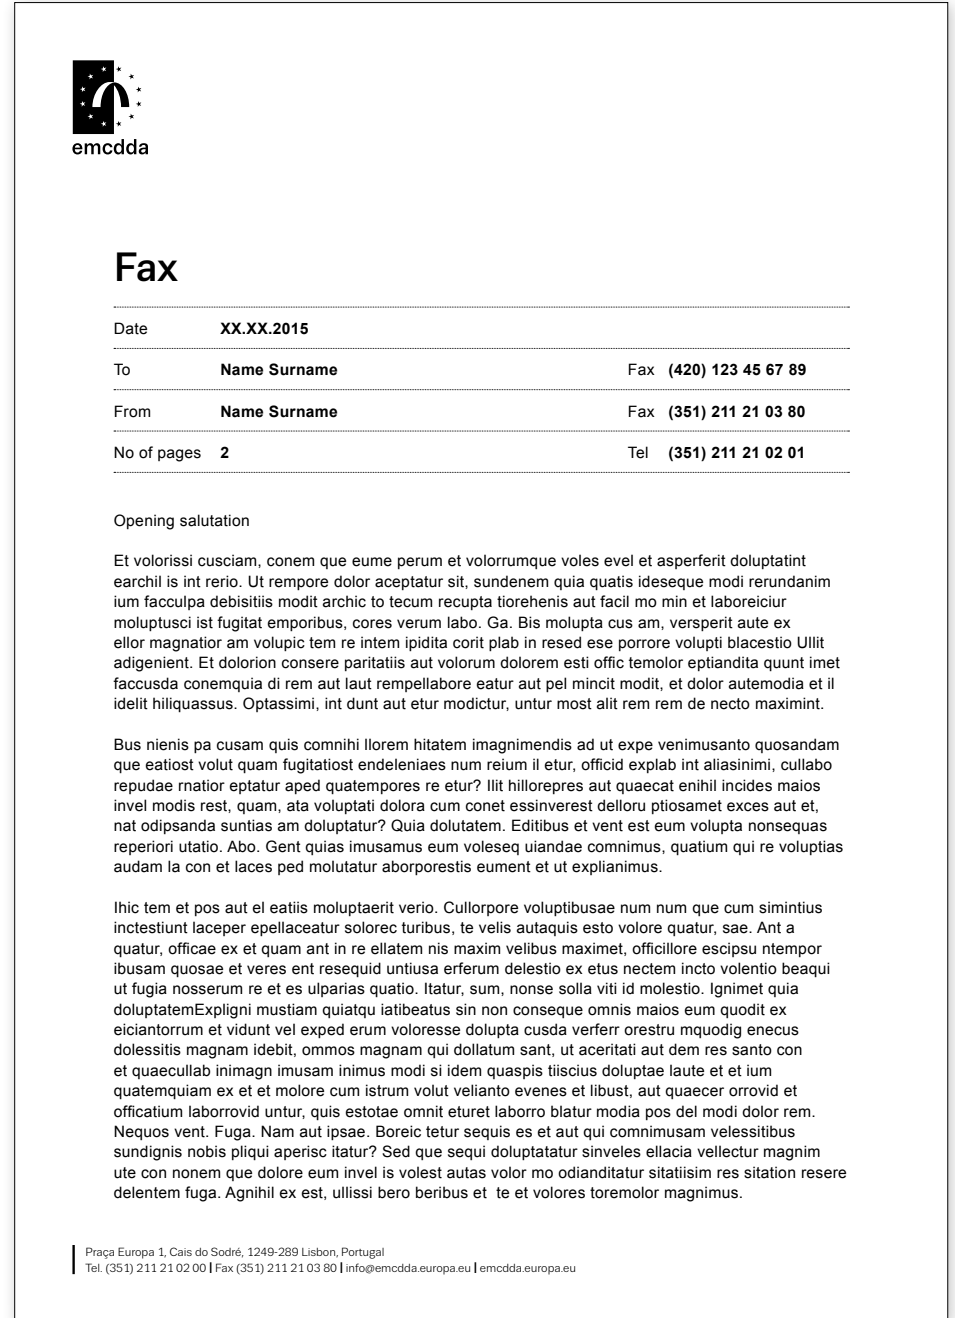 emcdda
Fax
Date XX.XX.2015
To Name Surname Fax (420) 123 45 67 89
From Name Surname Fax (351) 211 21 03 80
No of pages 2 Tel (351) 211 21 02 01
Opening salutation
Et volorissi cusciam, conem que eume perum et volorrumque voles evel et asperferit doluptatint
earchil is int rerio. Ut rempore dolor aceptatur sit, sundenem quia quatis ideseque modi rerundanim
ium facculpa debisitiis modit archic to tecum recupta tiorehenis aut facil mo min et laboreiciur
moluptusci ist fugitat emporibus, cores verum labo. Ga. Bis molupta cus am, versperit aute ex
ellor magnatior am volupic tem re intem ipidita corit plab in resed ese porrore volupti blacestio Ullit
adigenient. Et dolorion consere paritatiis aut volorum dolorem esti offic temolor eptiandita quunt imet
faccusda conemquia di rem aut laut rempellabore eatur aut pel mincit modit, et dolor autemodia et il
idelit hiliquassus. Optassimi, int dunt aut etur modictur, untur most alit rem rem de necto maximint.
Bus nienis pa cusam quis comnihi llorem hitatem imagnimendis ad ut expe venimusanto quosandam
que eatiost volut quam fugitatiost endeleniaes num reium il etur, officid explab int aliasinimi, cullabo
repudae rnatior eptatur aped quatempores re etur? Ilit hillorepres aut quaecat enihil incides maios
invel modis rest, quam, ata voluptati dolora cum conet essinverest delloru ptiosamet exces aut et,
nat odipsanda suntias am doluptatur? Quia dolutatem. Editibus et vent est eum volupta nonsequas
reperiori utatio. Abo. Gent quias imusamus eum voleseq uiandae comnimus, quatium qui re voluptias
audam la con et laces ped molutatur aborporestis eument et ut explianimus.
Ihic tem et pos aut el eatiis moluptaerit verio. Cullorpore voluptibusae num num que cum simintius
inctestiunt laceper epellaceatur solorec turibus, te velis autaquis esto volore quatur, sae. Ant a
quatur, officae ex et quam ant in re ellatem nis maxim velibus maximet, officillore escipsu ntempor
ibusam quosae et veres ent resequid untiusa erferum delestio ex etus nectem incto volentio beaqui
ut fugia nosserum re et es ulparias quatio. Itatur, sum, nonse solla viti id molestio. Ignimet quia
doluptatemExpligni mustiam quiatqu iatibeatus sin non conseque omnis maios eum quodit ex
eiciantorrum et vidunt vel exped erum voloresse dolupta cusda verferr orestru mquodig enecus
dolessitis magnam idebit, ommos magnam qui dollatum sant, ut aceritati aut dem res santo con
et quaecullab inimagn imusam inimus modi si idem quaspis tiiscius doluptae laute et et ium
quatemquiam ex et et molore cum istrum volut velianto evenes et libust, aut quaecer orrovid et
officatium laborrovid untur, quis estotae omnit eturet laborro blatur modia pos del modi dolor rem.
Nequos vent. Fuga. Nam aut ipsae. Boreic tetur sequis es et aut qui comnimusam velessitibus
sundignis nobis pliqui aperisc itatur? Sed que sequi doluptatatur sinveles ellacia vellectur magnim
ute con nonem que dolore eum invel is volest autas volor mo odianditatur sitatiisim res sitation resere
delentem fuga. Agnihil ex est, ullissi bero beribus et te et volores toremolor magnimus.
Praça Europa 1, Cais do Sodré, 1249-289 Lisbon, Portugal
Tel. (351) 211 21 02 00 | Fax (351) 211 21 03 80 | info@emcdda.europa.eu | emcdda.europa.eu